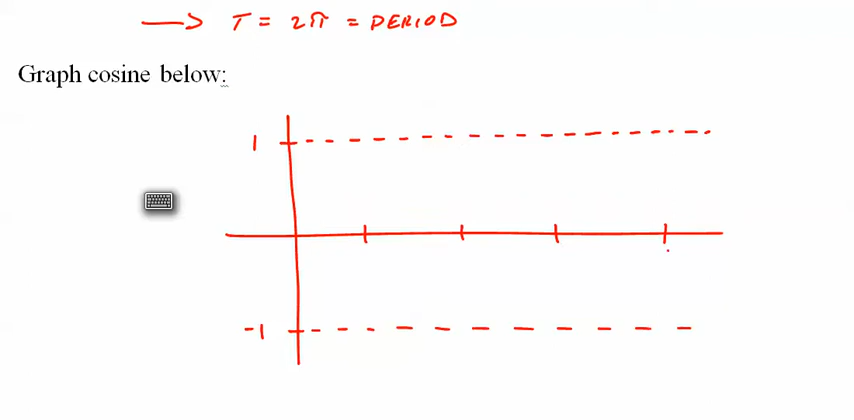 → T = 2π = PERIOD
Graph cosine below:
1
-1